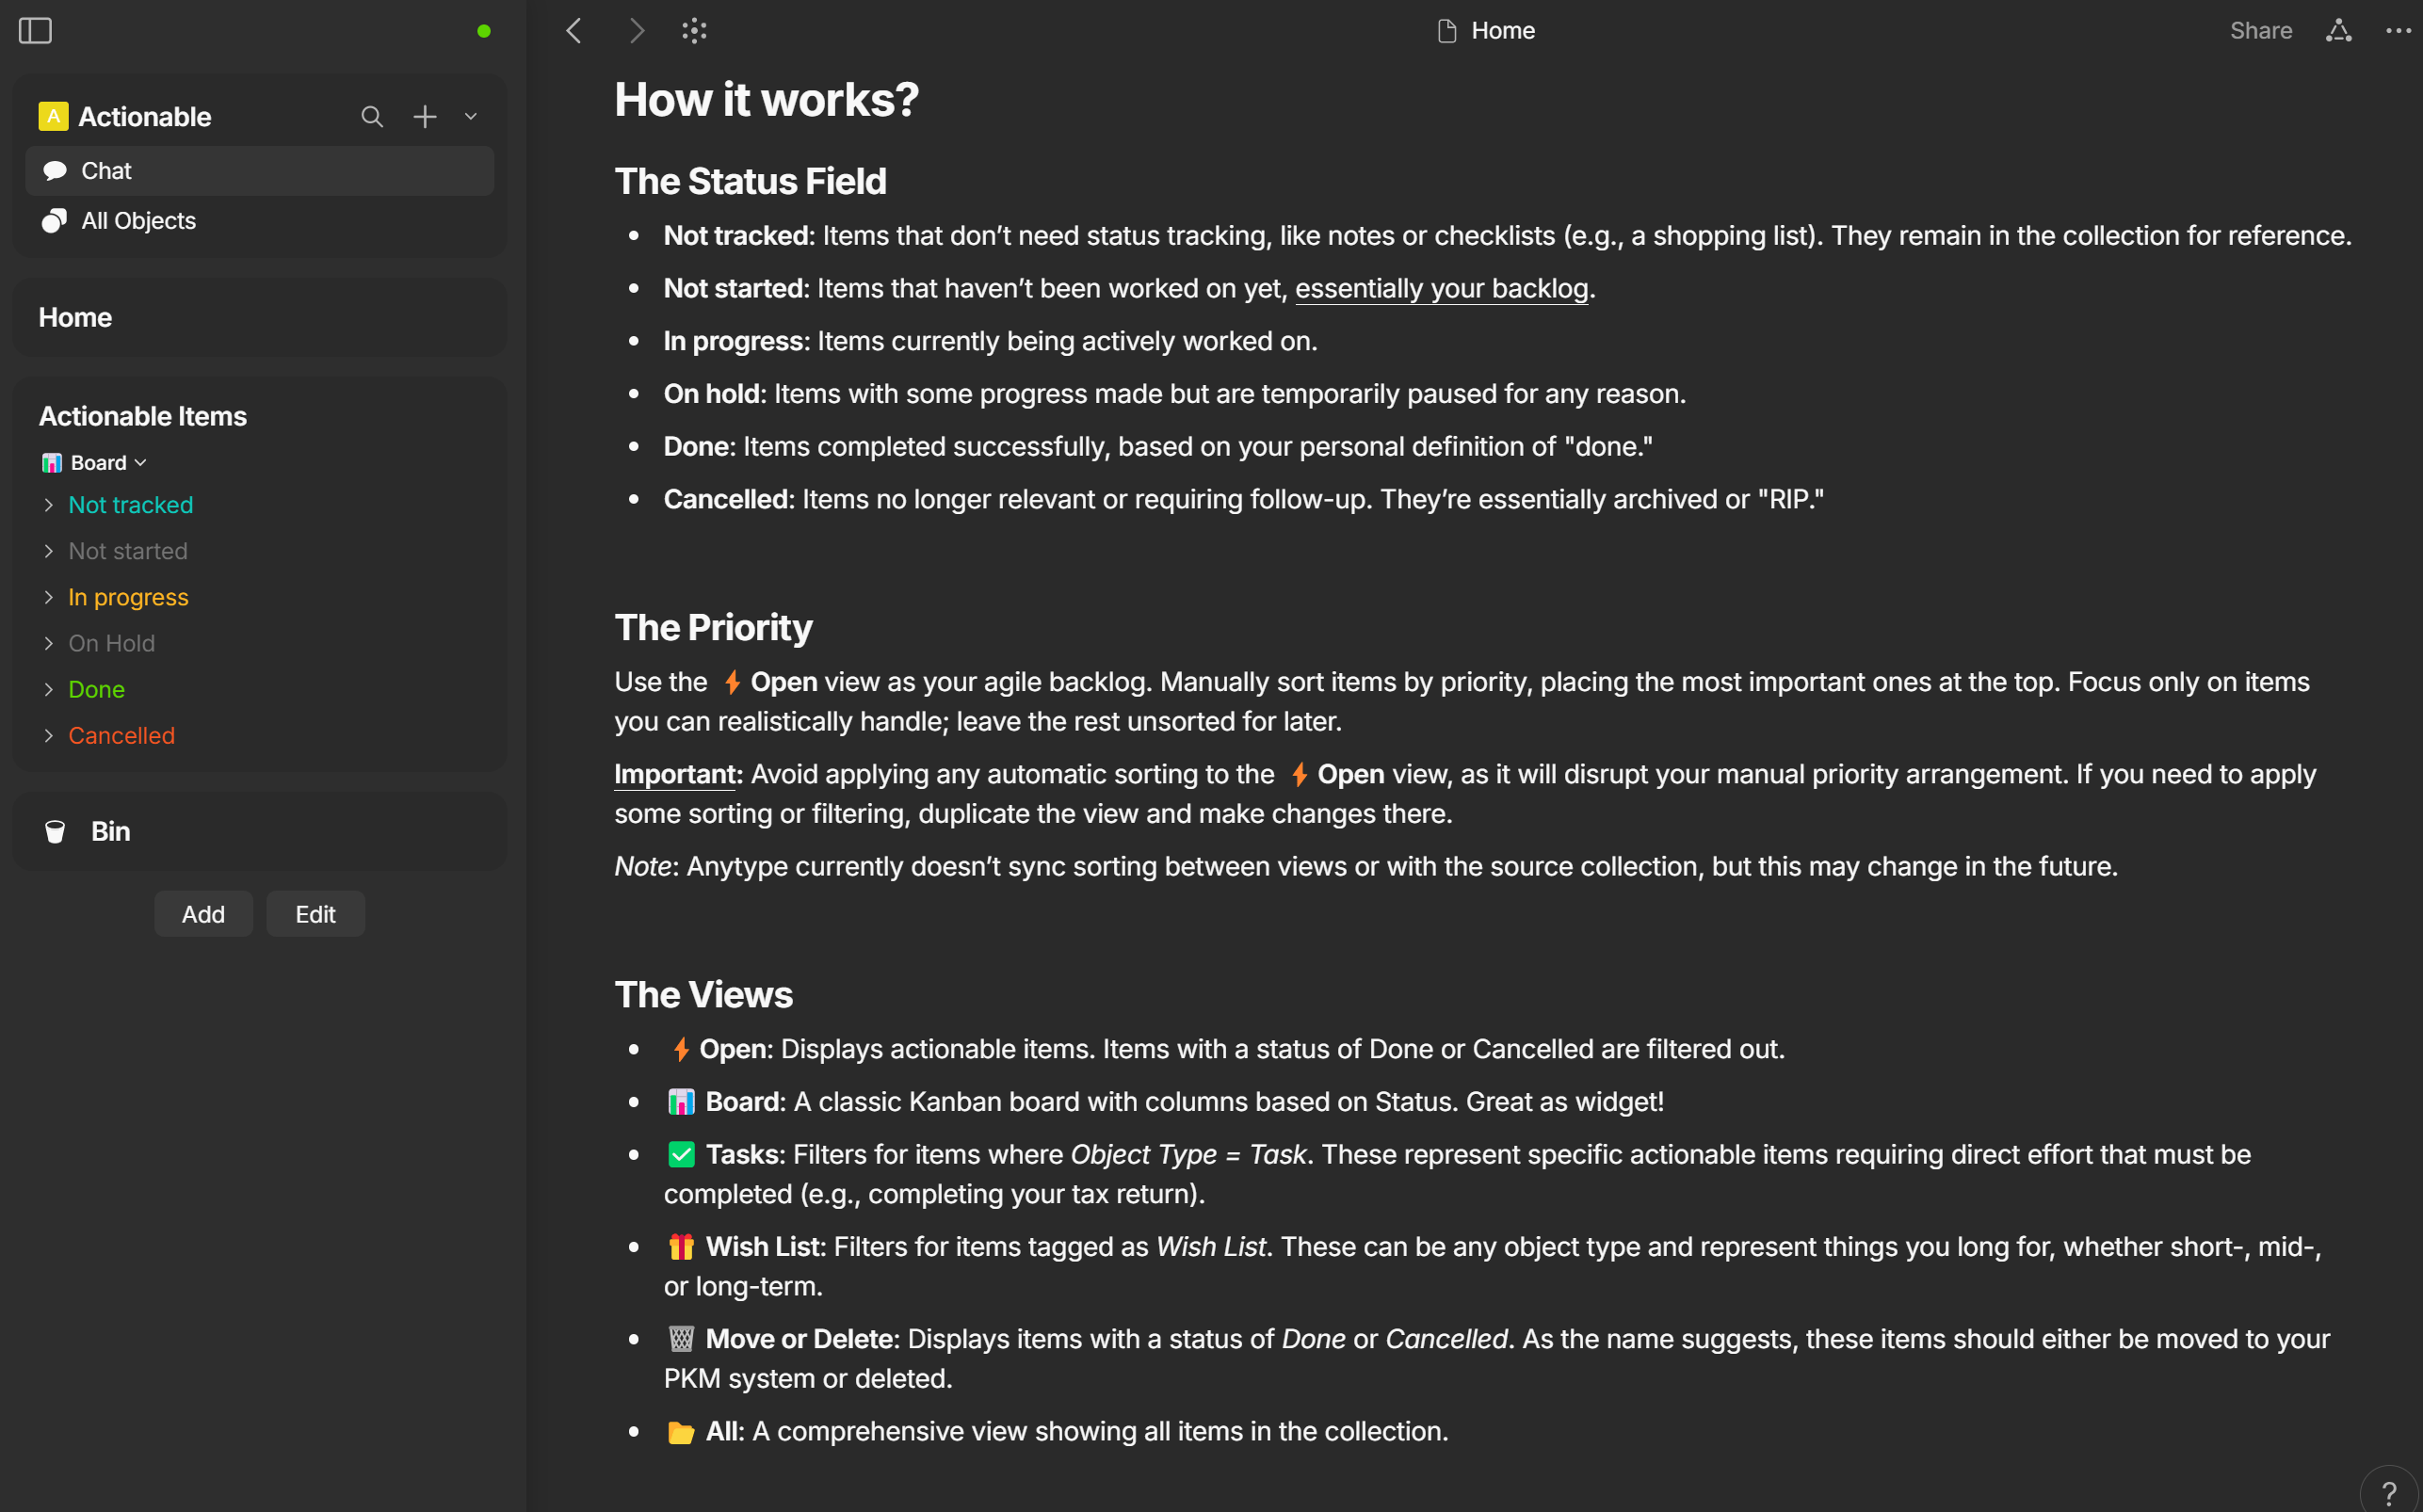 Home
Share
A Actionable
Chat
All Objects
Home
Actionable Items
Board
Not tracked
Not started
In progress
On Hold
Done
Cancelled
Bin
Add
Edit
How it works?
The Status Field
• Not tracked: Items that don’t need status tracking, like notes or checklists (e.g., a shopping list). They remain in the collection for reference.
• Not started: Items that haven’t been worked on yet, essentially your backlog.
• In progress: Items currently being actively worked on.
• On hold: Items with some progress made but are temporarily paused for any reason.
• Done: Items completed successfully, based on your personal definition of "done."
• Cancelled: Items no longer relevant or requiring follow-up. They’re essentially archived or "RIP."
The Priority
Use the ⚡ Open view as your agile backlog. Manually sort items by priority, placing the most important ones at the top. Focus only on items
you can realistically handle; leave the rest unsorted for later.
Important: Avoid applying any automatic sorting to the ⚡ Open view, as it will disrupt your manual priority arrangement. If you need to apply
some sorting or filtering, duplicate the view and make changes there.
Note: Anytype currently doesn’t sync sorting between views or with the source collection, but this may change in the future.
The Views
• ⚡ Open: Displays actionable items. Items with a status of Done or Cancelled are filtered out.
• 📊 Board: A classic Kanban board with columns based on Status. Great as widget!
• ✅ Tasks: Filters for items where Object Type = Task. These represent specific actionable items requiring direct effort that must be
completed (e.g., completing your tax return).
• 🎁 Wish List: Filters for items tagged as Wish List. These can be any object type and represent things you long for, whether short-, mid-,
or long-term.
• 🗑️ Move or Delete: Displays items with a status of Done or Cancelled. As the name suggests, these items should either be moved to your
PKM system or deleted.
• 📂 All: A comprehensive view showing all items in the collection.
?